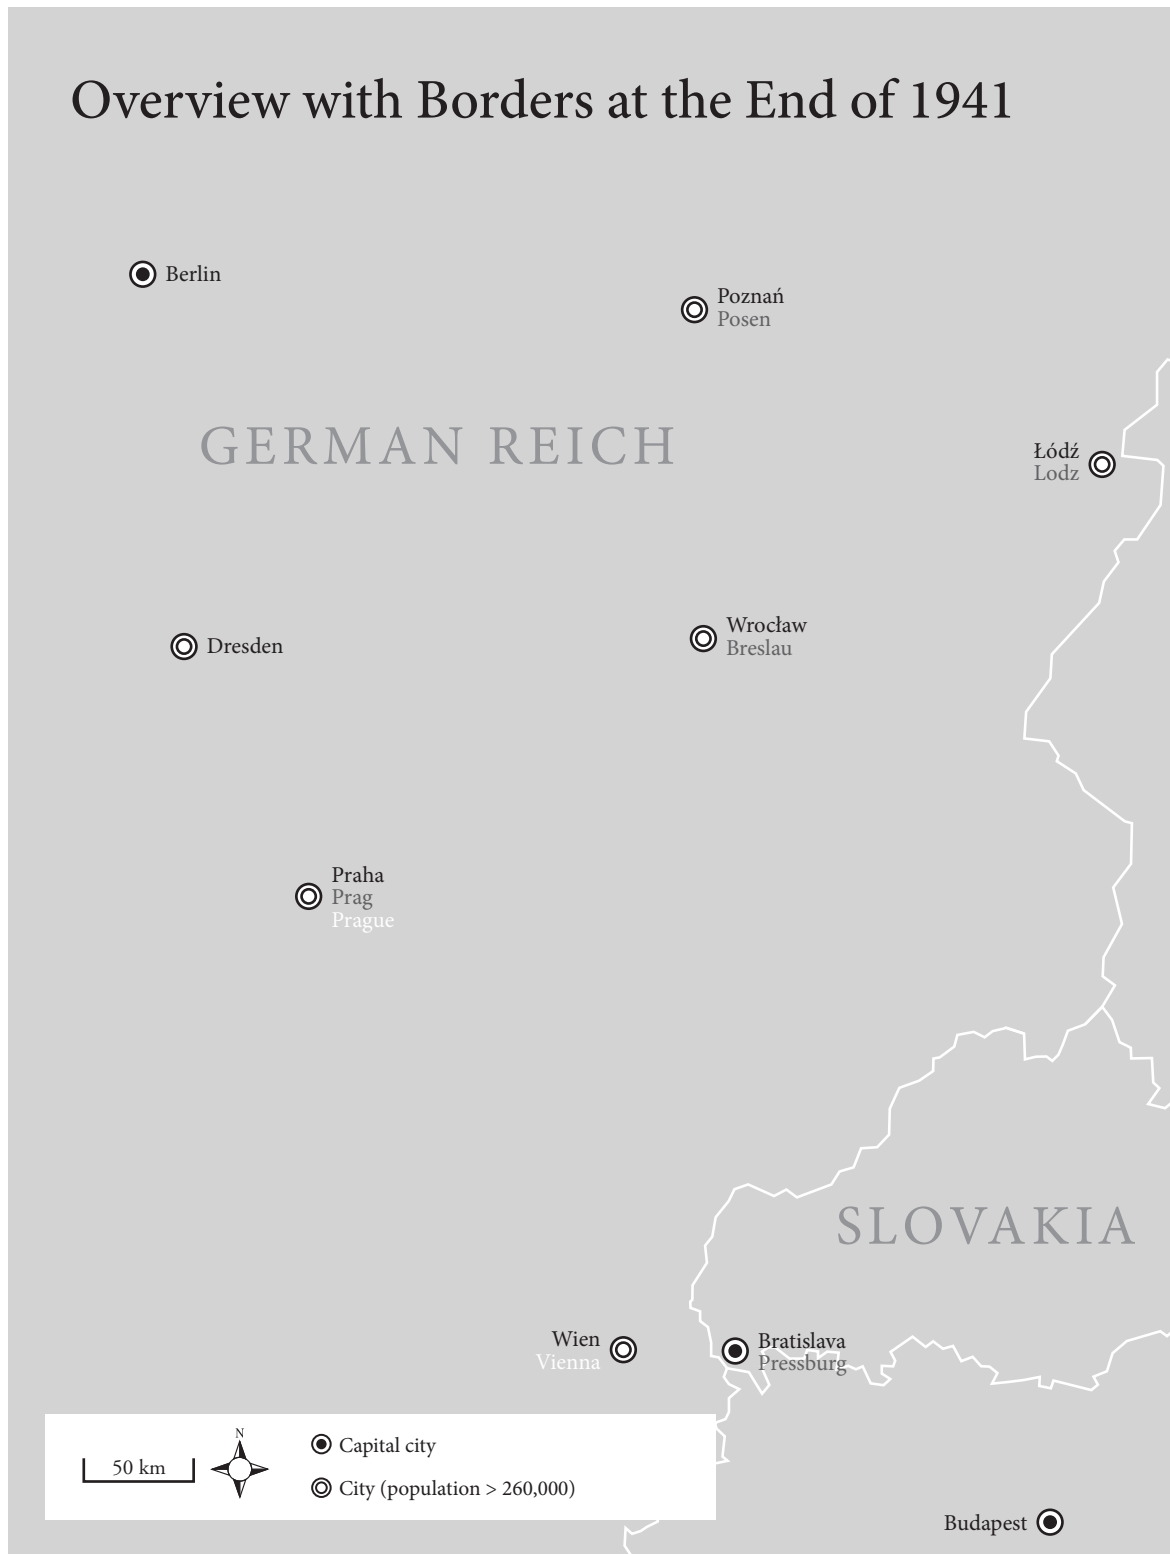 Overview with Borders at the End of 1941
Berlin
Poznań
Posen
GERMAN REICH
Łódź
Lodz
Dresden
Wrocław
Breslau
Praha
Prag
Prague
SLOVAKIA
Wien
Vienna
Bratislava
Pressburg
N
50 km
Capital city
City (population > 260,000)
Budapest